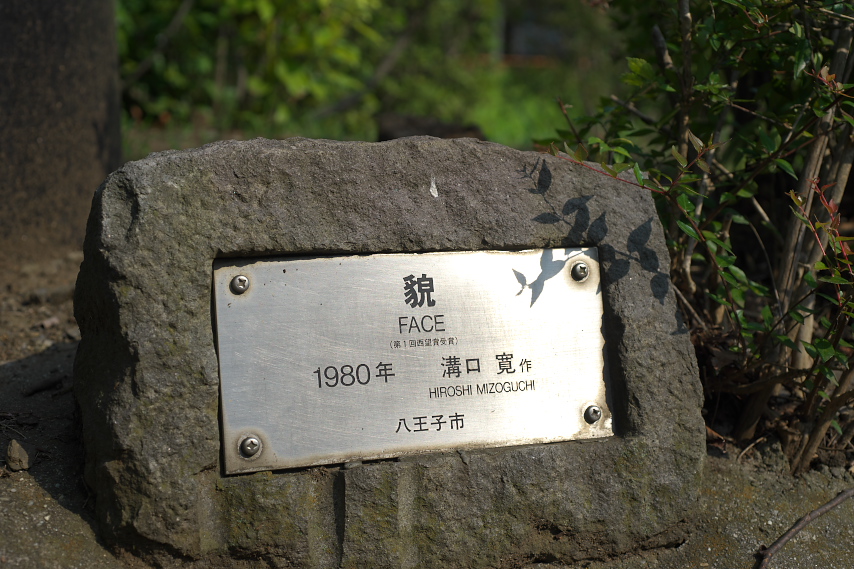 貌
FACE
(第1回西望賞受賞)
1980年 溝口 寛作
HIROSHI MIZOGUCHI
八王子市